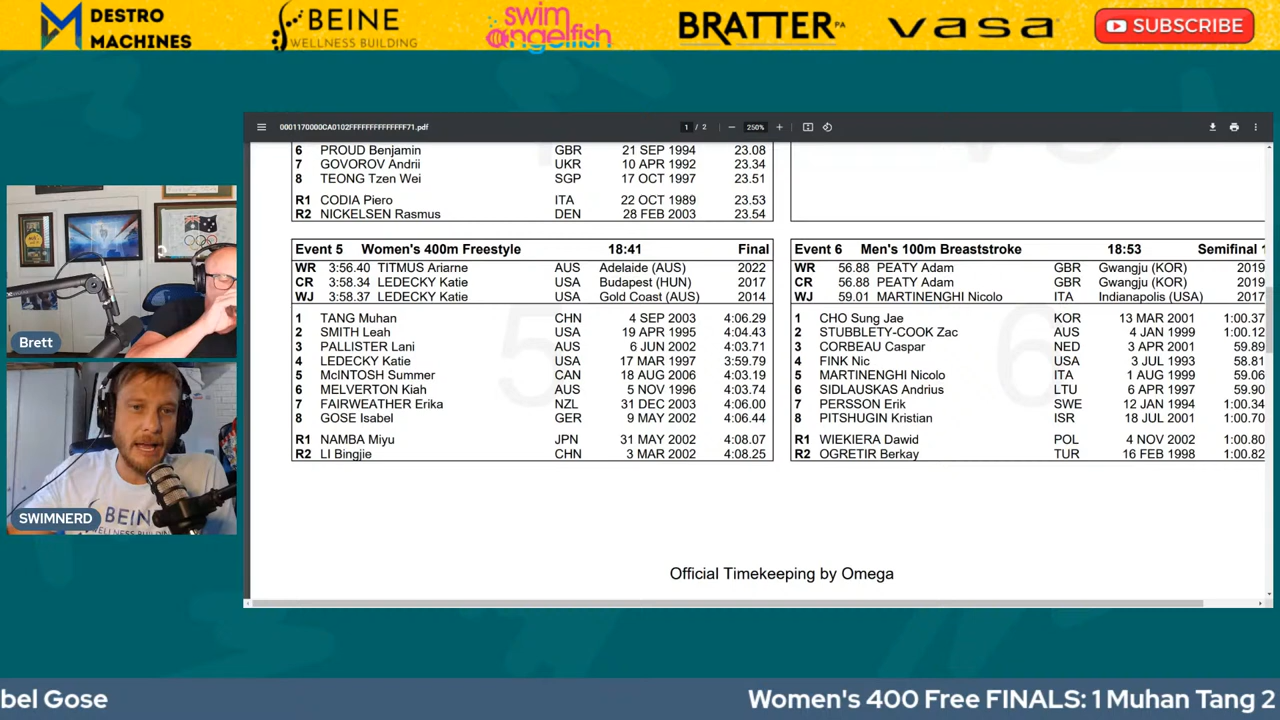 DESTRO
MACHINES
BEINE
WELLNESS BUILDING
swim
angelfish
BRATTER PA
vasa
SUBSCRIBE
0001170000CA0102FFFFFFFFFFFFFF71.pdf
1 / 2
250%
6 PROUD Benjamin GBR 21 SEP 1994 23.08
7 GOVOROV Andrii UKR 10 APR 1992 23.34
8 TEONG Tzen Wei SGP 17 OCT 1997 23.51
R1 CODIA Piero ITA 22 OCT 1989 23.53
R2 NICKELSEN Rasmus DEN 28 FEB 2003 23.54
Event 5 Women's 400m Freestyle 18:41 Final
WR 3:56.40 TITMUS Ariarne AUS Adelaide (AUS) 2022
CR 3:58.34 LEDECKY Katie USA Budapest (HUN) 2017
WJ 3:58.37 LEDECKY Katie USA Gold Coast (AUS) 2014
1 TANG Muhan CHN 4 SEP 2003 4:06.29
2 SMITH Leah USA 19 APR 1995 4:04.43
3 PALLISTER Lani AUS 6 JUN 2002 4:03.71
4 LEDECKY Katie USA 17 MAR 1997 3:59.79
5 McINTOSH Summer CAN 18 AUG 2006 4:03.19
6 MELVERTON Kiah AUS 5 NOV 1996 4:03.74
7 FAIRWEATHER Erika NZL 31 DEC 2003 4:06.00
8 GOSE Isabel GER 9 MAY 2002 4:06.44
R1 NAMBA Miyu JPN 31 MAY 2002 4:08.07
R2 LI Bingjie CHN 3 MAR 2002 4:08.25
Event 6 Men's 100m Breaststroke 18:53 Semifinal 1
WR 56.88 PEATY Adam GBR Gwangju (KOR) 2019
CR 56.88 PEATY Adam GBR Gwangju (KOR) 2019
WJ 59.01 MARTINENGHI Nicolo ITA Indianapolis (USA) 2017
1 CHO Sung Jae KOR 13 MAR 2001 1:00.37
2 STUBBLETY-COOK Zac AUS 4 JAN 1999 1:00.12
3 CORBEAU Caspar NED 3 APR 2001 59.89
4 FINK Nic USA 3 JUL 1993 58.81
5 MARTINENGHI Nicolo ITA 1 AUG 1999 59.06
6 SIDLAUSKAS Andrius LTU 6 APR 1997 59.90
7 PERSSON Erik SWE 12 JAN 1994 1:00.34
8 PITSHUGIN Kristian ISR 18 JUL 2001 1:00.70
R1 WIEKIERA Dawid POL 4 NOV 2002 1:00.80
R2 OGRETIR Berkay TUR 16 FEB 1998 1:00.82
Official Timekeeping by Omega
Brett
BEINE
WELLNESS BUILDING
SWIMNERD
bel Gose
Women's 400 Free FINALS: 1 Muhan Tang 2